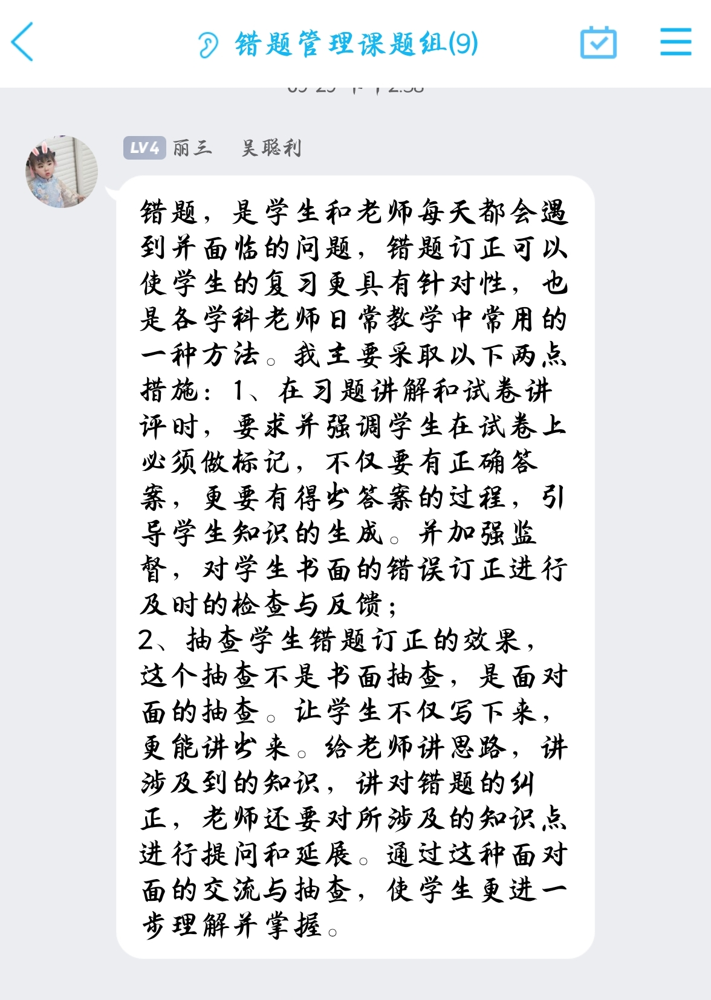 错题管理课题组(9)
LV4 丽三 吴聪利
错题，是学生和老师每天都会遇
到并面临的问题，错题订正可以
使学生的复习更具有针对性，也
是各学科老师日常教学中常用的
一种方法。我主要采取以下两点
措施：1、在习题讲解和试卷讲
评时，要求并强调学生在试卷上
必须做标记，不仅要有正确答
案，更要有得出答案的过程，引
导学生知识的生成。并加强监
督，对学生书面的错误订正进行
及时的检查与反馈；
2、抽查学生错题订正的效果，
这个抽查不是书面抽查，是面对
面的抽查。让学生不仅写下来，
更能讲出来。给老师讲思路，讲
涉及到的知识，讲对错题的纠
正，老师还要对所涉及的知识点
进行提问和延展。通过这种面对
面的交流与抽查，使学生更进一
步理解并掌握。